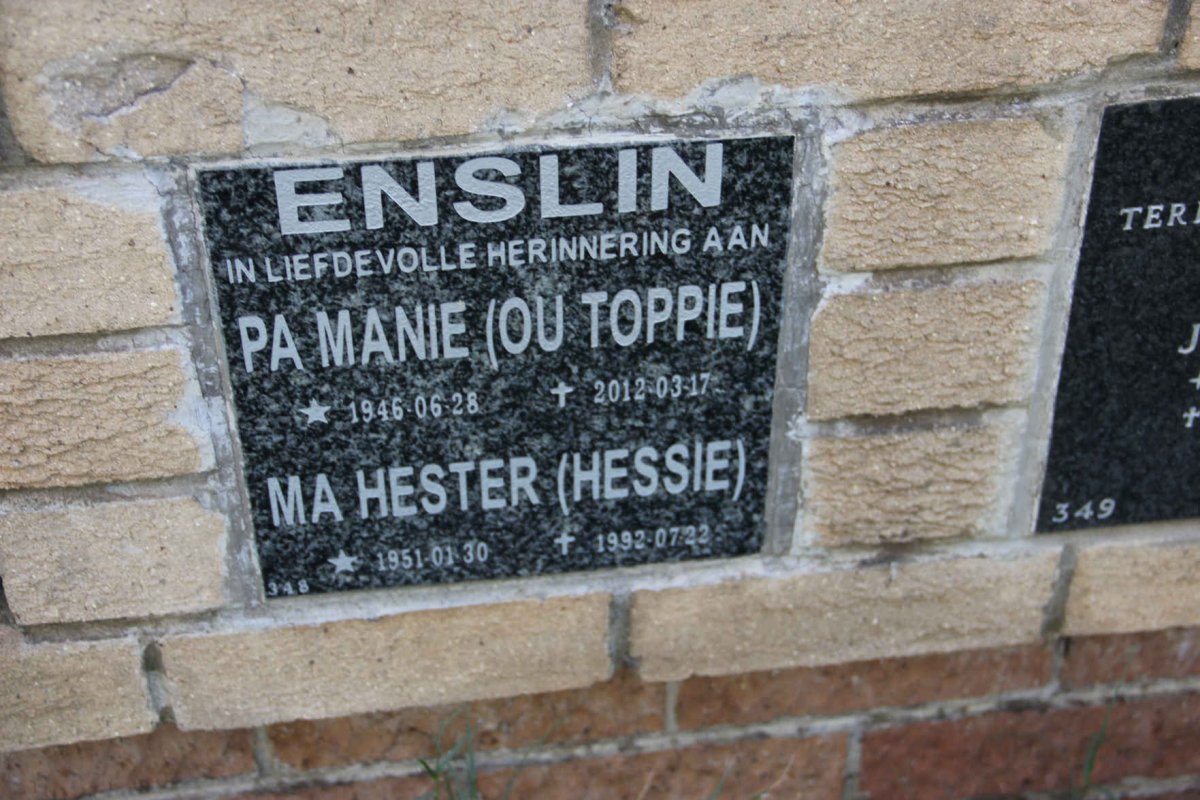 ENSLIN
IN LIEFDEVOLLE HERINNERING AAN
PA MANIE (OU TOPPIE)
1946-06-28 2012-03-17
MA HESTER (HESSIE)
1951-01-30 1992-07-22
348
349